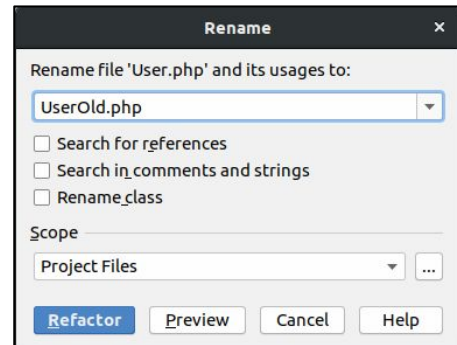 Rename ×
Rename file 'User.php' and its usages to:
UserOld.php
Search for references
Search in comments and strings
Rename class
Scope
Project Files ...
Refactor Preview Cancel Help